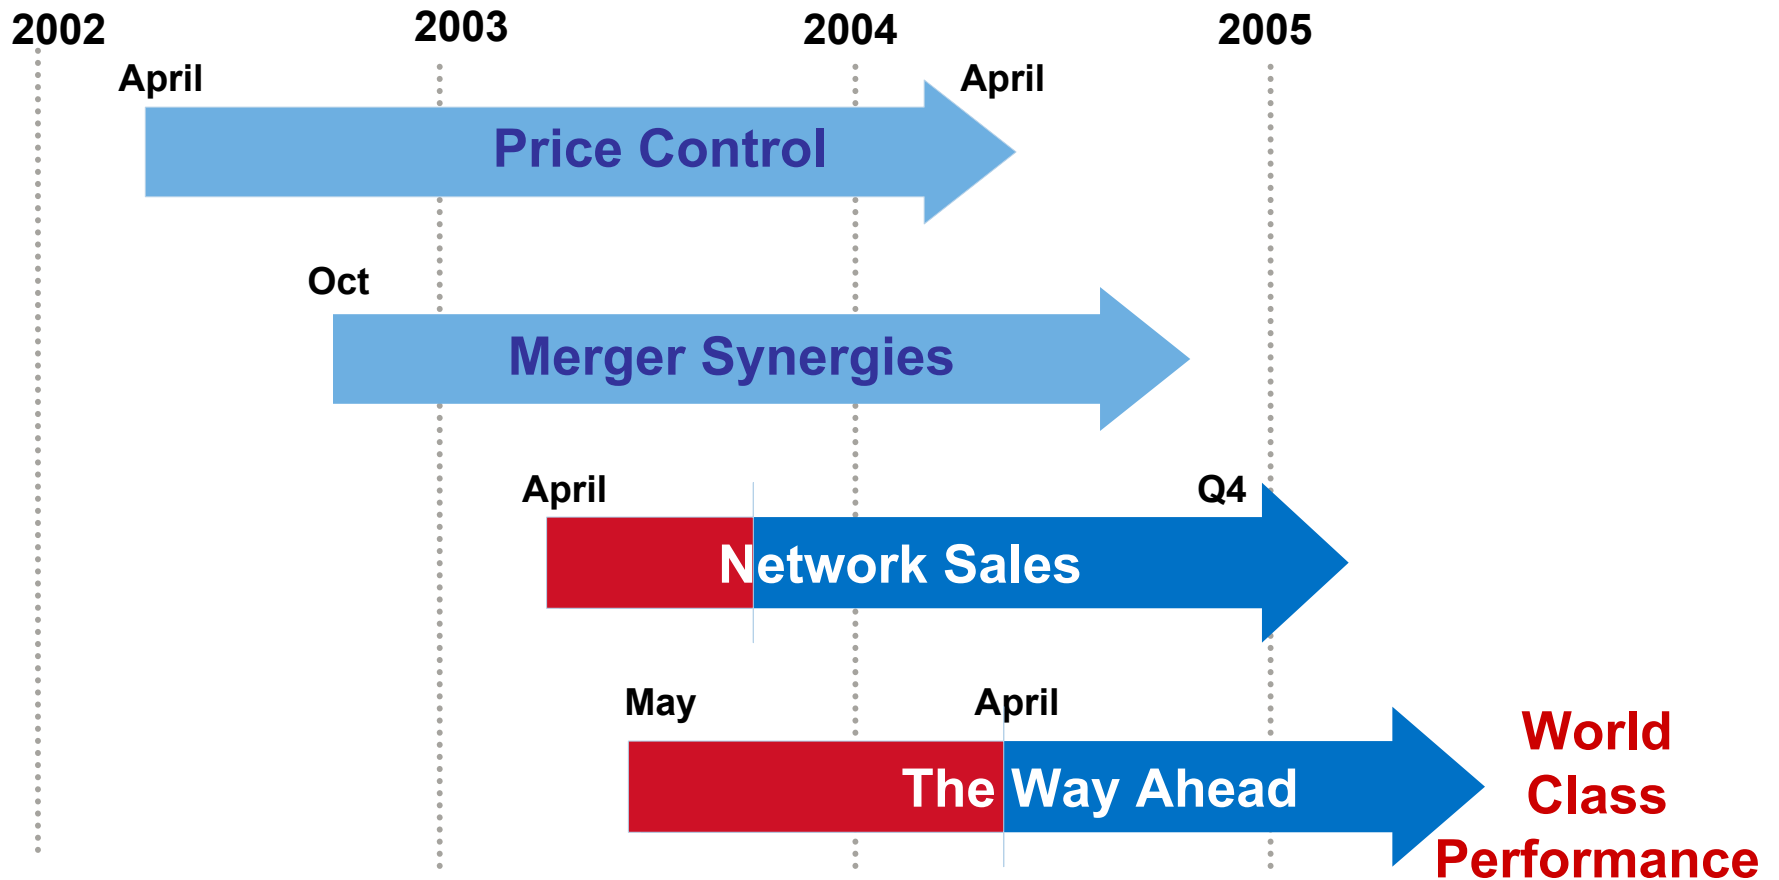 2002 2003 2004 2005
April April
Price Control
Oct
Merger Synergies
April Q4
Network Sales
May April
The Way Ahead
World
Class
Performance